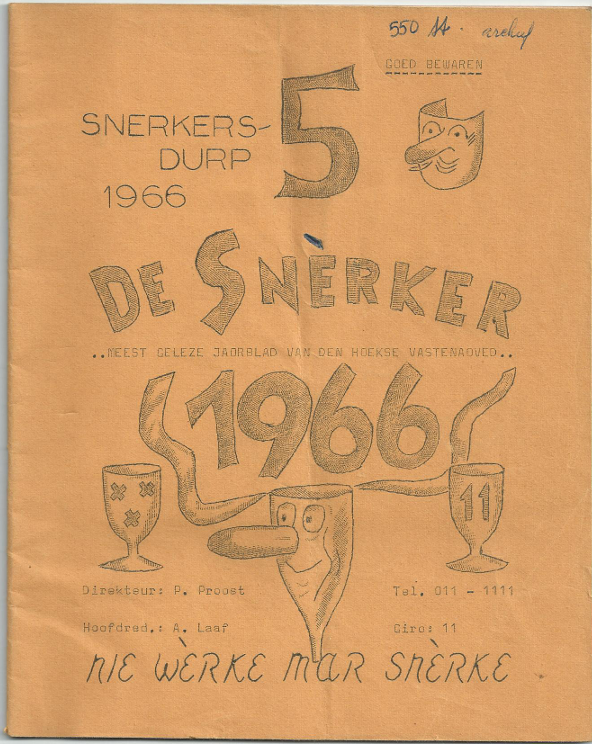 550 st. archief
GOED BEWAREN
SNERKERS-
DURP
1966
5
DE SNERKER
..MEEST GELEZE JAORBLAD VAN DEN HOEKSE VASTENAOVED..
1966
11
Direkteur: P. Proost
Tel. 011 - 1111
Hoofdred.: A. Laaf
Giro: 11
NIE WÈRKE MAR SNÈRKE